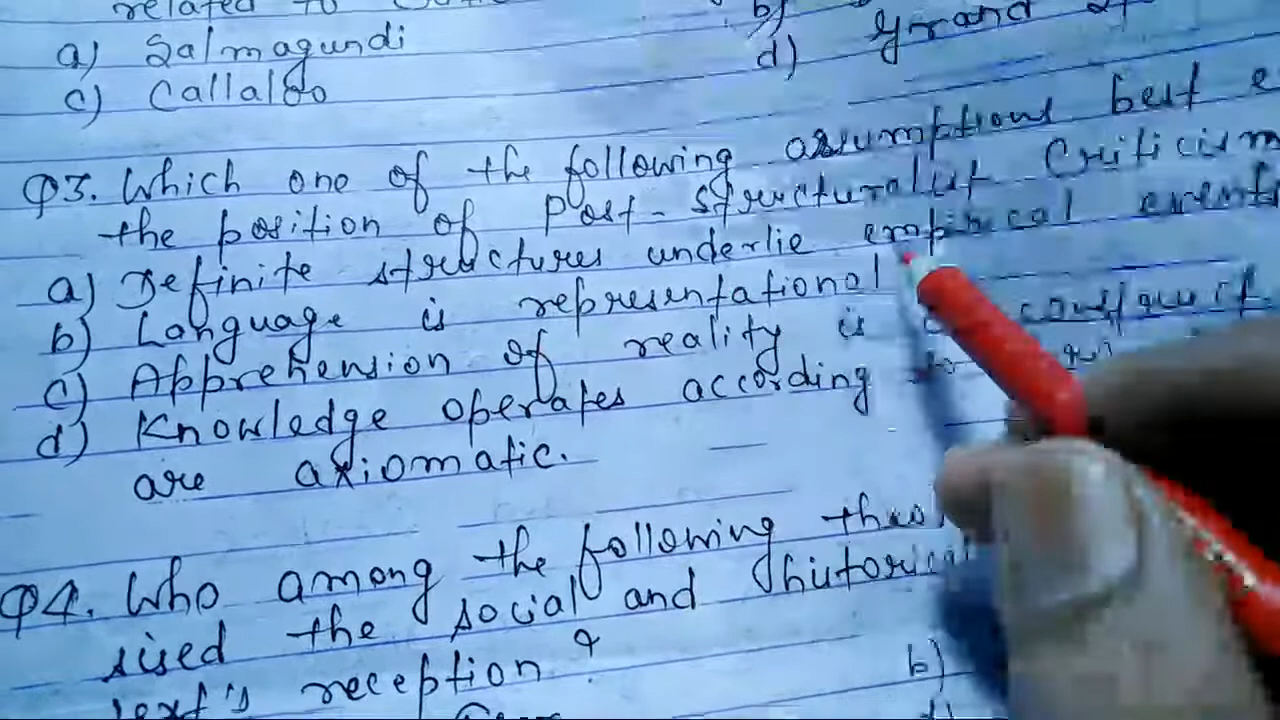 related to
a) Salmagundi
b)
c) Callaloo
d) Grand
Q3. Which one of the following assumptions best
the position of Post-Structuralist Criticism
a) Definite structures underlie empirical events
b) Language is representational
c) Apprehension of reality is a construct.
d) Knowledge operates according to
are axiomatic.
Q4. Who among the following
sised the social and historical
text's reception?
b)
d)